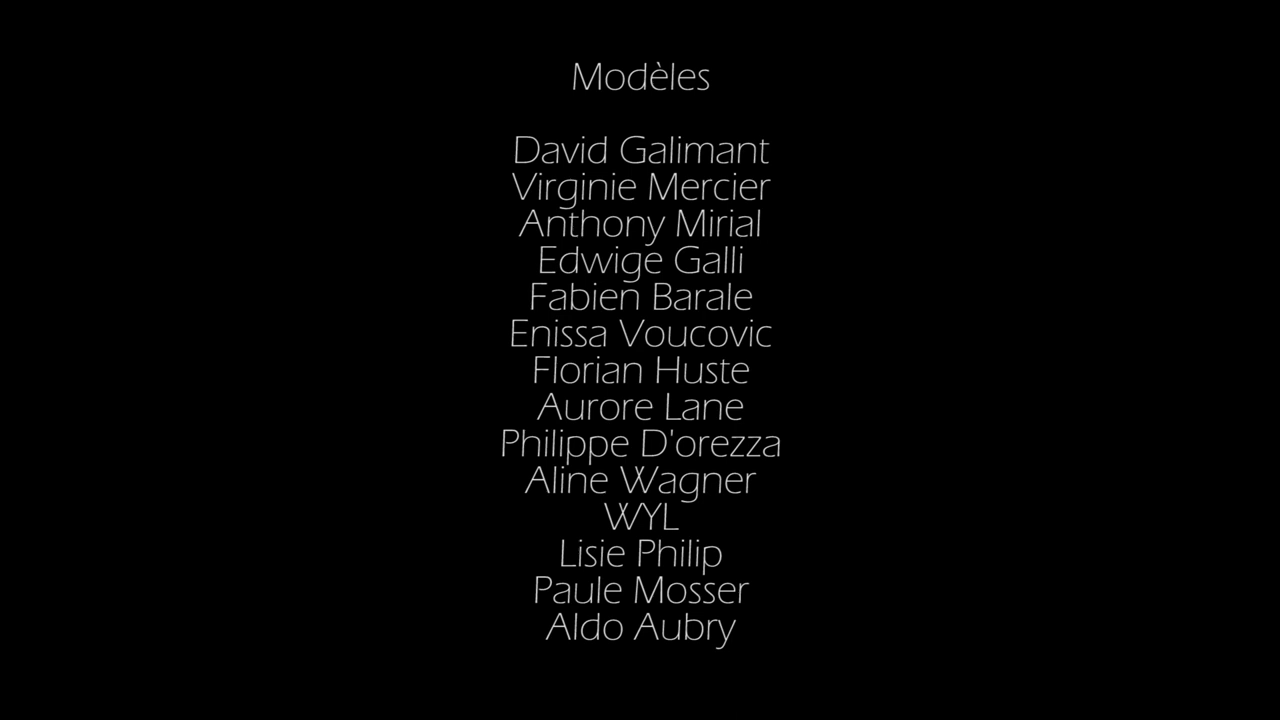 Modèles
David Galimant
Virginie Mercier
Anthony Mirial
Edwige Galli
Fabien Barale
Enissa Voucovic
Florian Huste
Aurore Lane
Philippe D'orezza
Aline Wagner
WYL
Lisie Philip
Paule Mosser
Aldo Aubry